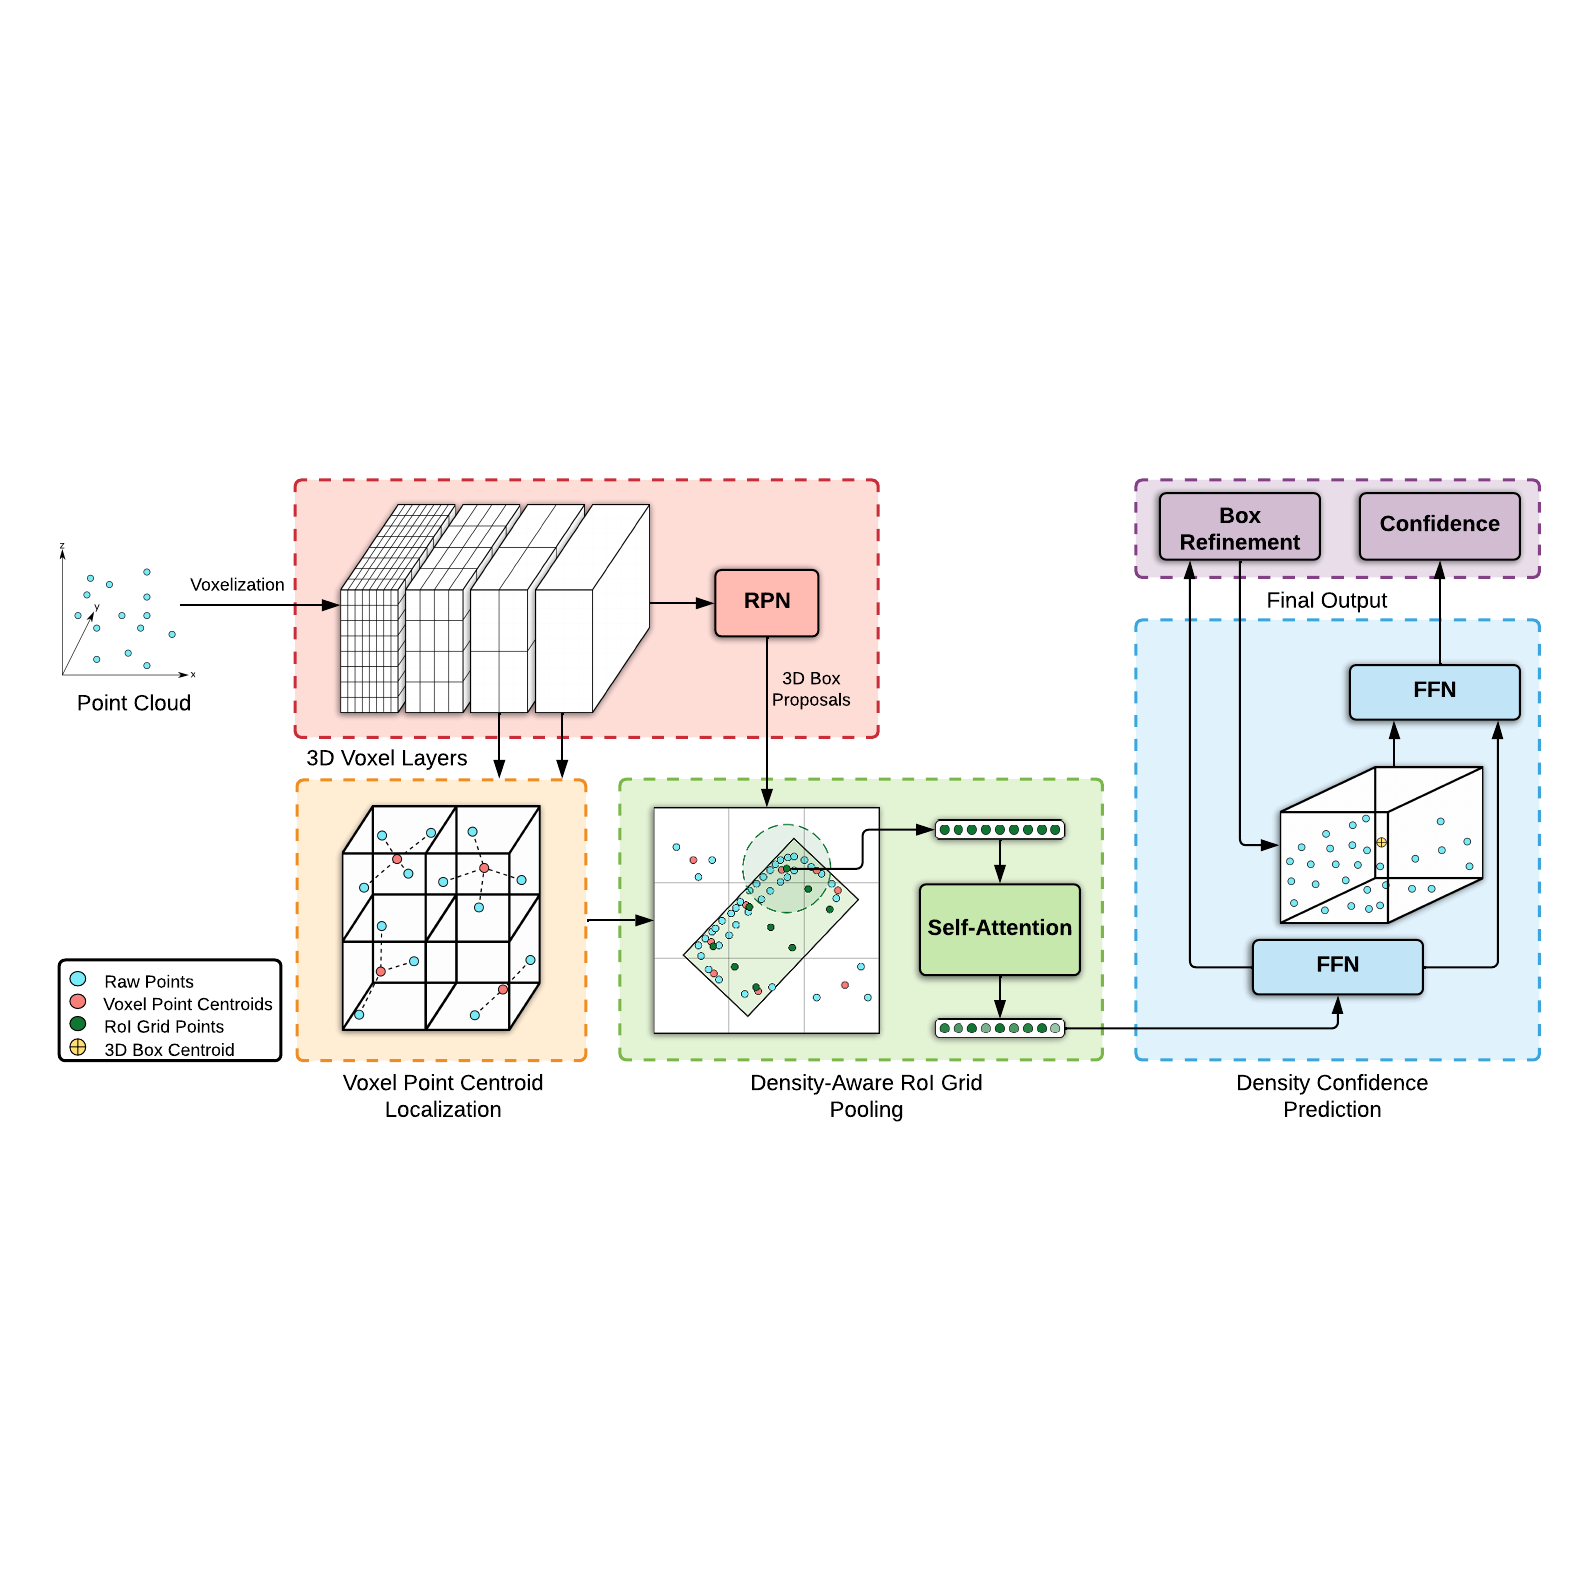 z
y
x
Point Cloud
Voxelization
RPN
3D Box
Proposals
3D Voxel Layers
Raw Points
Voxel Point Centroids
RoI Grid Points
3D Box Centroid
Voxel Point Centroid
Localization
Self-Attention
Density-Aware RoI Grid
Pooling
Box
Refinement
Confidence
Final Output
FFN
FFN
Density Confidence
Prediction